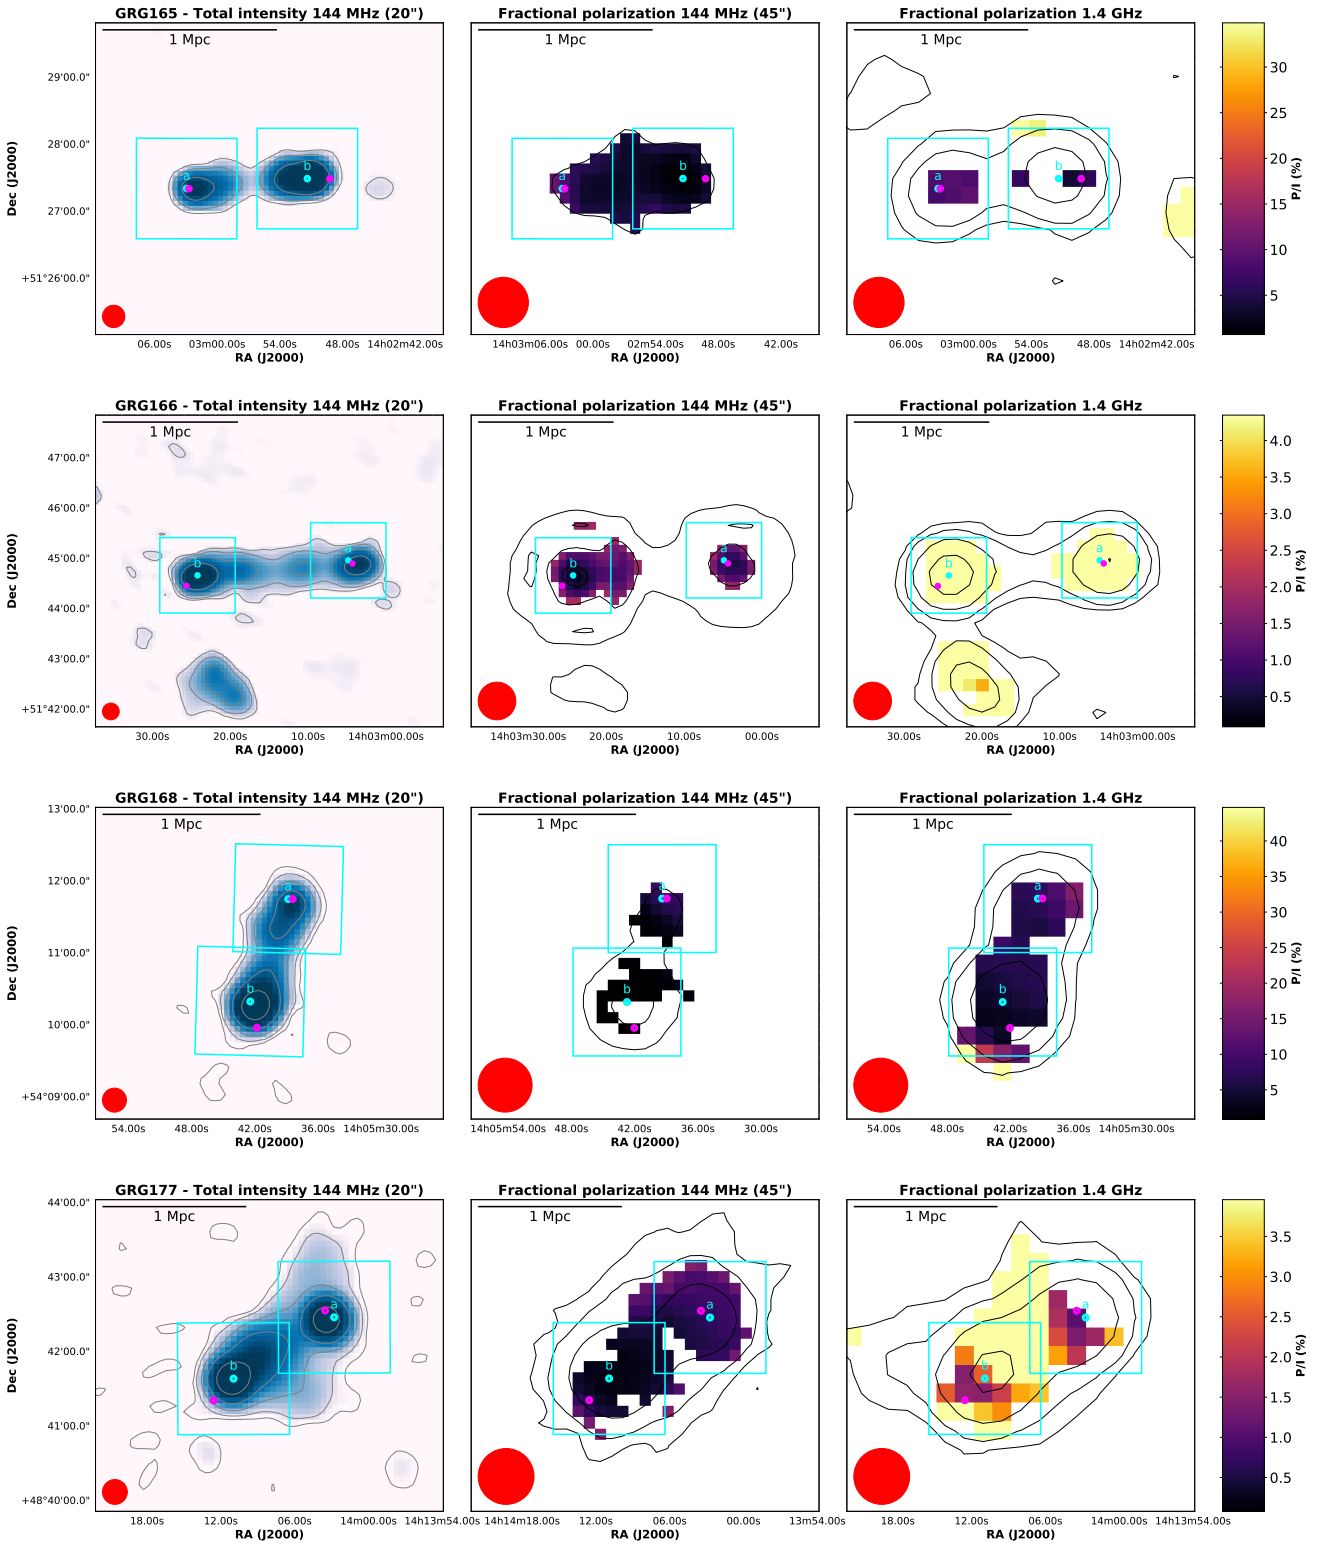 GRG165 - Total intensity 144 MHz (20") Fractional polarization 144 MHz (45") Fractional polarization 1.4 GHz
1 Mpc 1 Mpc 1 Mpc
29'00.0"
28'00.0"
27'00.0"
+51°26'00.0"
Dec (J2000)
a b a b a b
30
25
20
15
10
5
P/I (%)
06.00s 03m00.00s 54.00s 48.00s 14h02m42.00s 14h03m06.00s 00.00s 02m54.00s 48.00s 42.00s 06.00s 03m00.00s 54.00s 48.00s 14h02m42.00s
RA (J2000) RA (J2000) RA (J2000)
GRG166 - Total intensity 144 MHz (20") Fractional polarization 144 MHz (45") Fractional polarization 1.4 GHz
1 Mpc 1 Mpc 1 Mpc
47'00.0"
46'00.0"
45'00.0"
44'00.0"
43'00.0"
+51°42'00.0"
Dec (J2000)
b a b a b a
4.0
3.5
3.0
2.5
2.0
1.5
1.0
0.5
P/I (%)
30.00s 20.00s 10.00s 14h03m00.00s 14h03m30.00s 20.00s 10.00s 00.00s 30.00s 20.00s 10.00s 14h03m00.00s
RA (J2000) RA (J2000) RA (J2000)
GRG168 - Total intensity 144 MHz (20") Fractional polarization 144 MHz (45") Fractional polarization 1.4 GHz
1 Mpc 1 Mpc 1 Mpc
13'00.0"
12'00.0"
11'00.0"
10'00.0"
+54°09'00.0"
Dec (J2000)
a b a b a b
40
35
30
25
20
15
10
5
P/I (%)
54.00s 48.00s 42.00s 36.00s 14h05m30.00s 14h05m54.00s 48.00s 42.00s 36.00s 30.00s 54.00s 48.00s 42.00s 36.00s 14h05m30.00s
RA (J2000) RA (J2000) RA (J2000)
GRG177 - Total intensity 144 MHz (20") Fractional polarization 144 MHz (45") Fractional polarization 1.4 GHz
1 Mpc 1 Mpc 1 Mpc
44'00.0"
43'00.0"
42'00.0"
41'00.0"
+48°40'00.0"
Dec (J2000)
a b a b a b
3.5
3.0
2.5
2.0
1.5
1.0
0.5
P/I (%)
18.00s 12.00s 06.00s 14m00.00s 14h13m54.00s 14h14m18.00s 12.00s 06.00s 00.00s 13m54.00s 18.00s 12.00s 06.00s 14m00.00s 14h13m54.00s
RA (J2000) RA (J2000) RA (J2000)